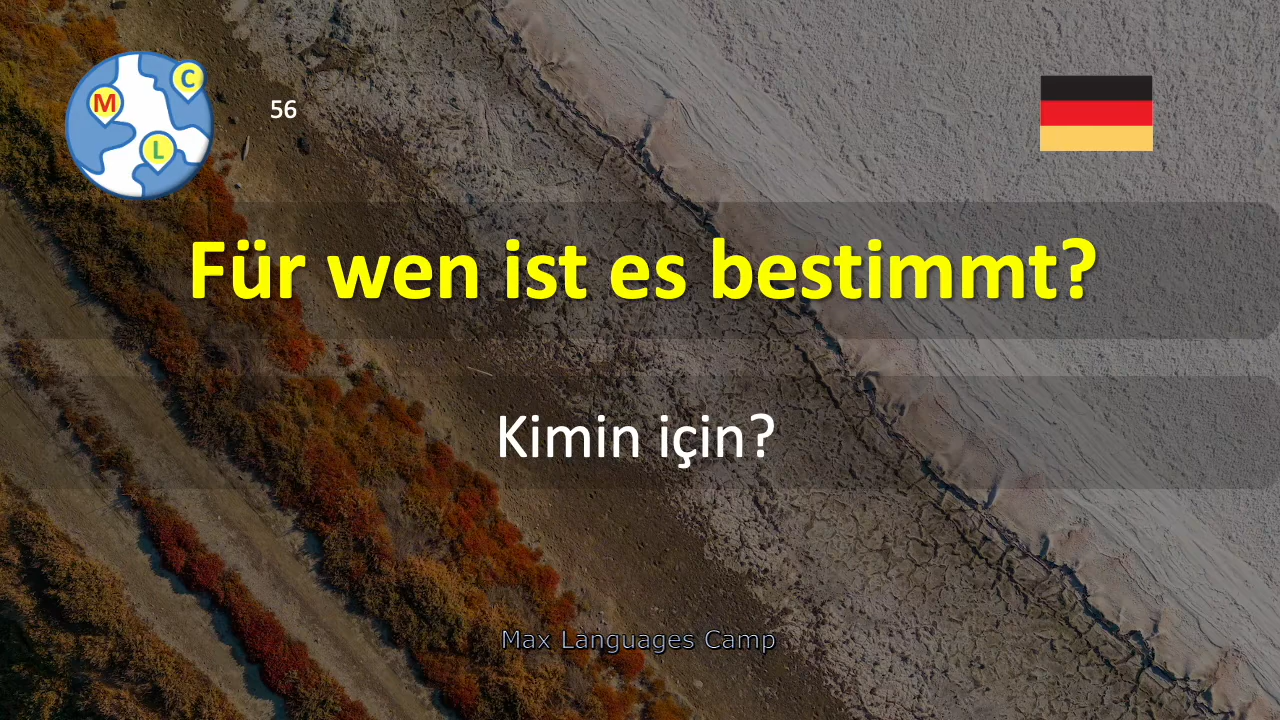 M
C
L
56
Für wen ist es bestimmt?
Kimin için?
Max Languages Camp